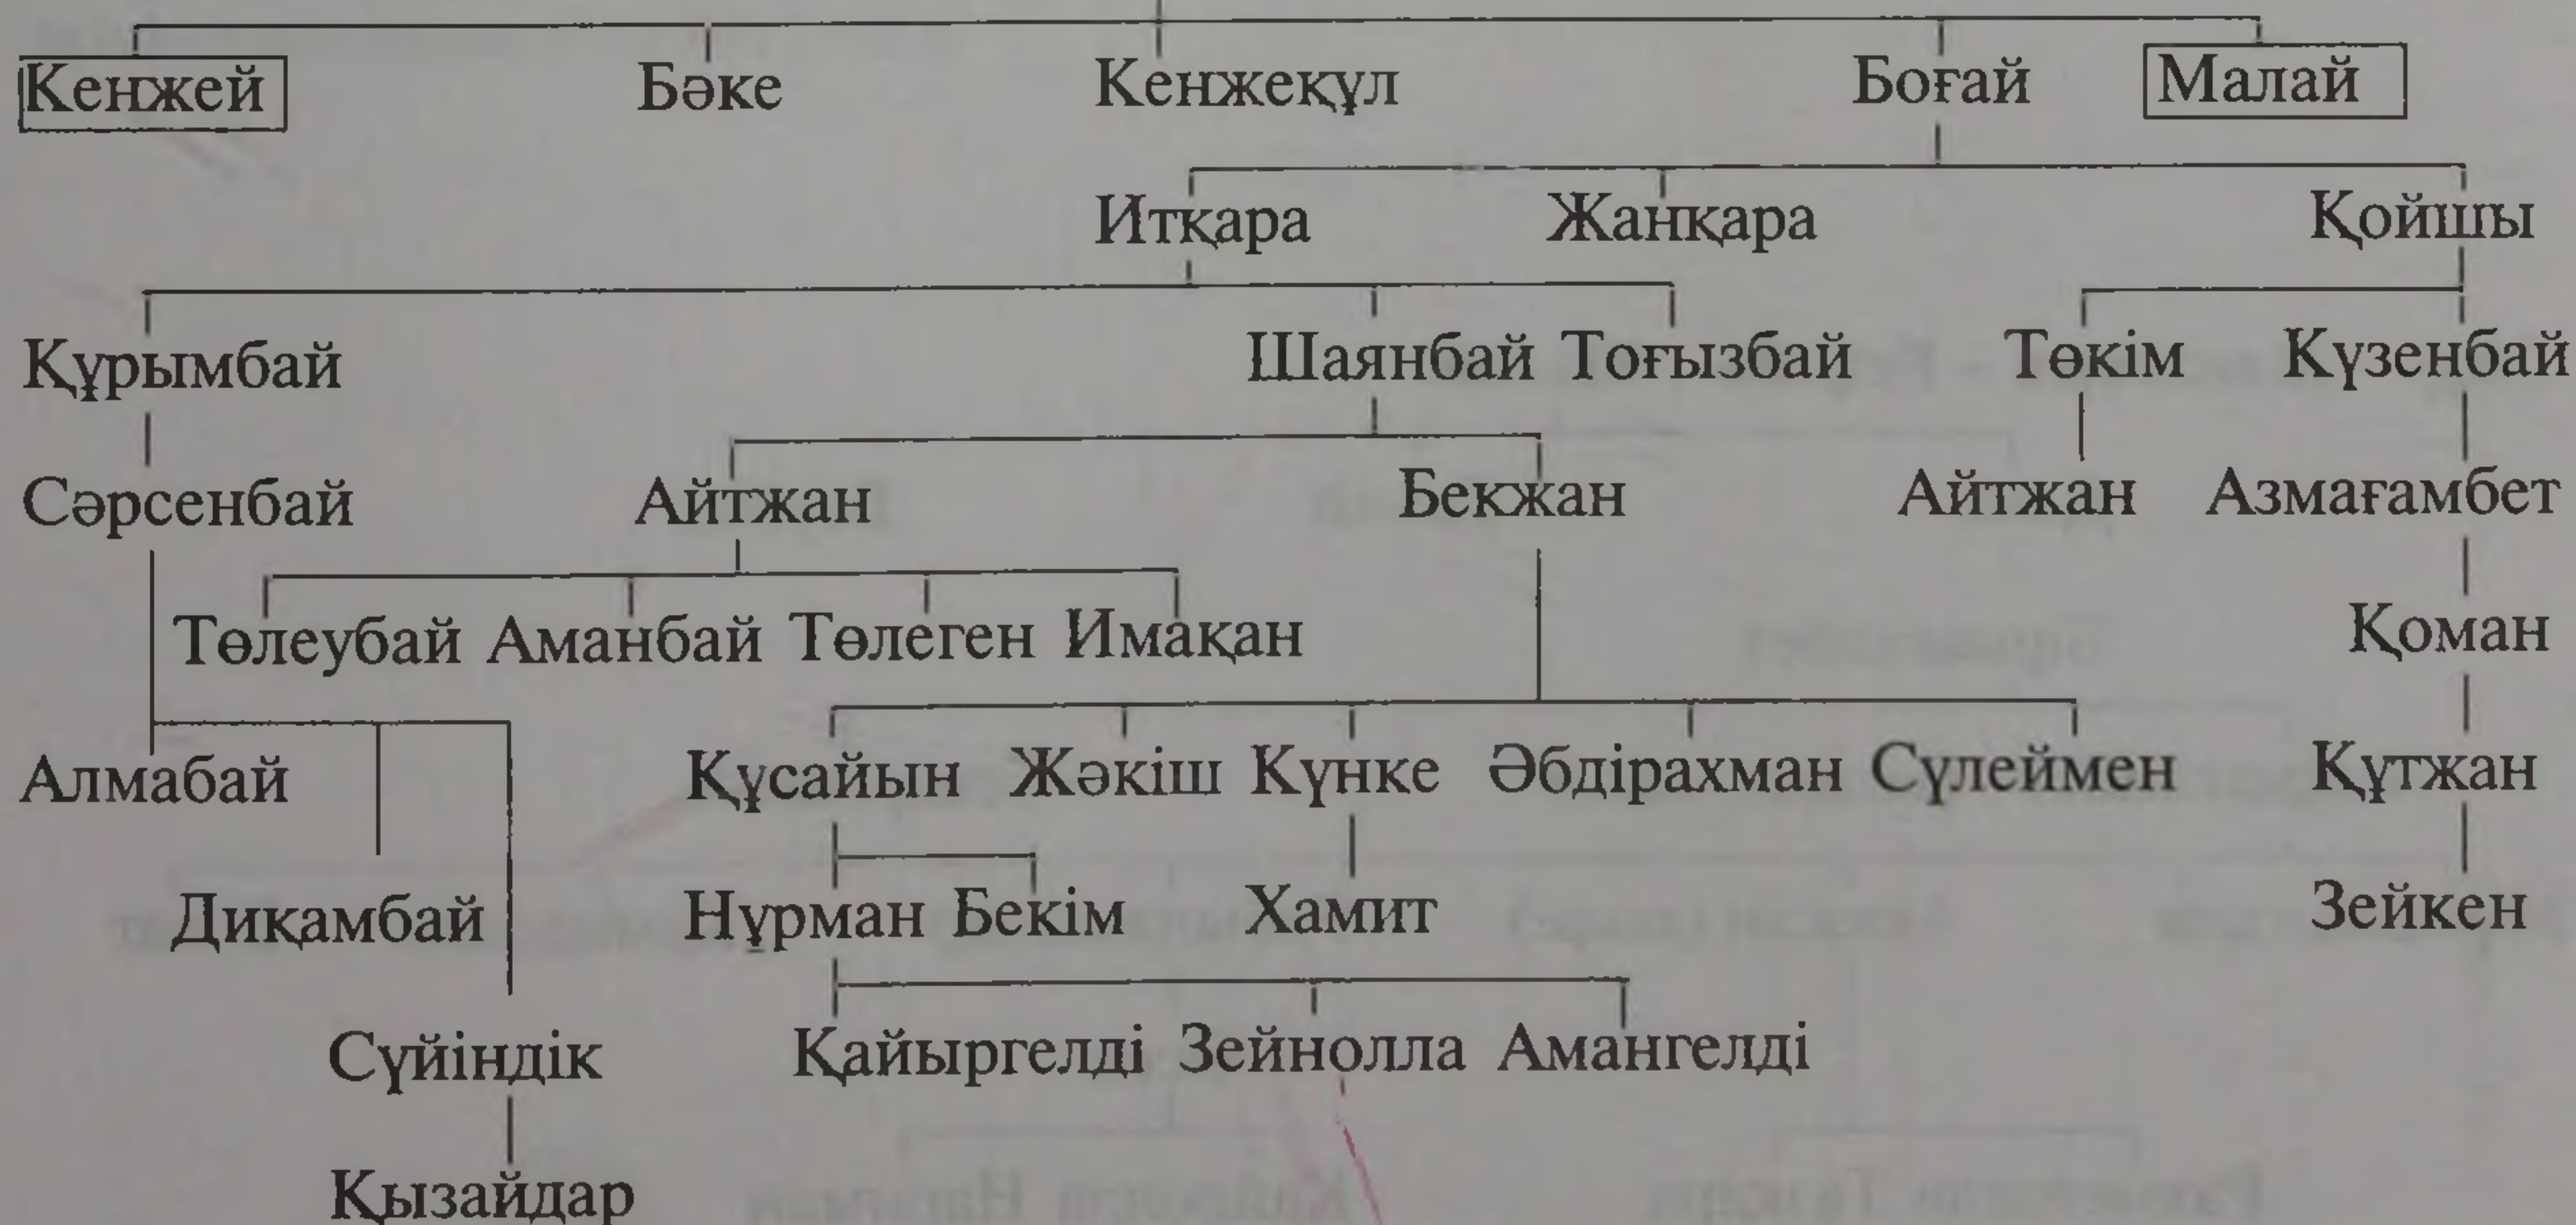 Кенжей Бәке Кенжеқұл Боғай Малай
Итқара Жанқара Қойшы
Құрымбай Шаянбай Тоғызбай Төкім Күзенбай
Сәрсенбай Айтжан Бекжан Айтжан Азмағамбет
Төлеубай Аманбай Төлеген Имақан Қоман
Алмабай Құсайын Жәкіш Күнке Әбдірахман Сүлеймен Құтжан
Диқамбай Нұрман Бекім Хамит Зейкен
Сүйіндік Қайыргелді Зейнолла Амангелді
Қызайдар